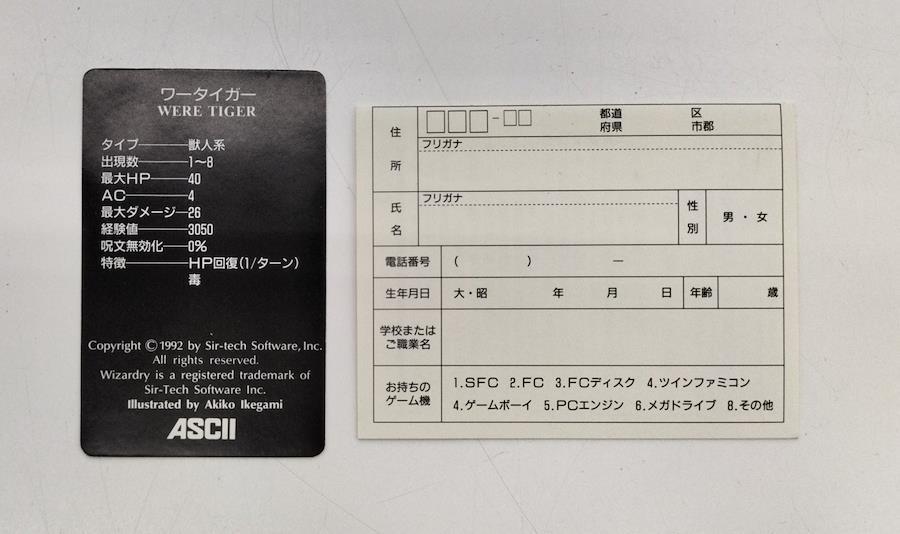 ワータイガー
WERE TIGER
タイプ───獣人系
出現数───1〜8
最大HP───40
AC─────4
最大ダメージ─26
経験値───3050
呪文無効化──0%
特徴────HP回復(1/ターン)
毒
Copyright ©1992 by Sir-tech Software, Inc.
All rights reserved.
Wizardry is a registered trademark of
Sir-Tech Software Inc.
Illustrated by Akiko Ikegami
ASCII
住所
□□□-□□ 都道府県 区市郡
フリガナ
氏名
フリガナ
性別 男・女
電話番号 ( ) ー
生年月日 大・昭 年 月 日 年齢 歳
学校または
ご職業名
お持ちの
ゲーム機
1.SFC 2.FC 3.FCディスク 4.ツインファミコン
4.ゲームボーイ 5.PCエンジン 6.メガドライブ 8.その他